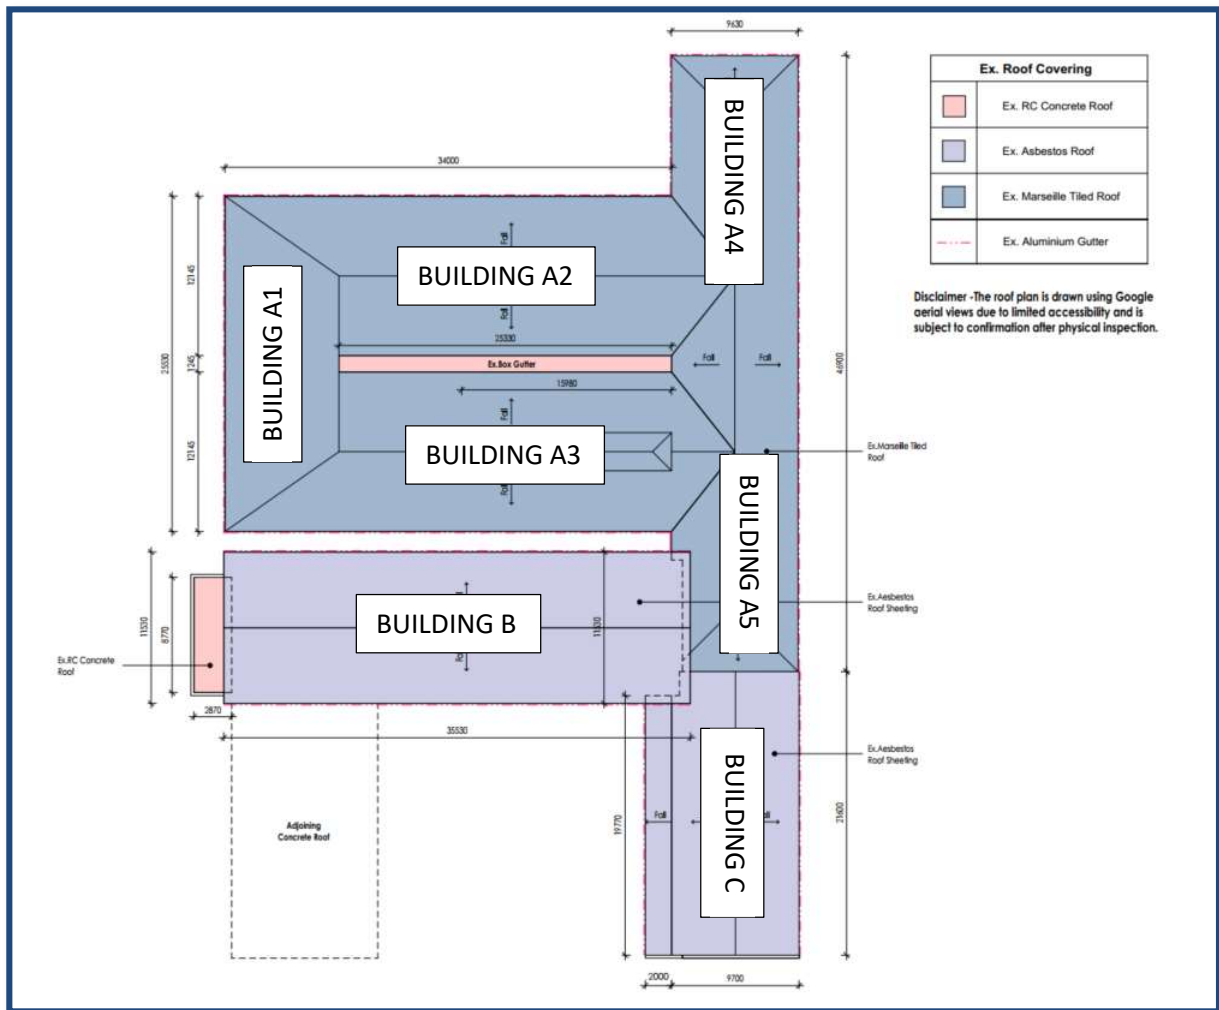 9630
34000
25530
12145
1245
12145
BUILDING A1
Fall
BUILDING A2
Fall
25330
Ex.Box Gutter
15980
Fall
BUILDING A3
Fall
BUILDING A4
Fall
Fall
46900
Ex.Marseille Tiled
Roof
BUILDING A5
11530
8770
BUILDING B
11530
Ex.Aesbestos
Roof Sheeting
Ex.RC Concrete
Roof
2870
35530
Adjoining
Concrete Roof
19770
Fall
BUILDING C
21600
Ex.Aesbestos
Roof Sheeting
2000
9700
Ex. Roof Covering
Ex. RC Concrete Roof
Ex. Asbestos Roof
Ex. Marseille Tiled Roof
Ex. Aluminium Gutter
Disclaimer -The roof plan is drawn using Google
aerial views due to limited accessibility and is
subject to confirmation after physical inspection.